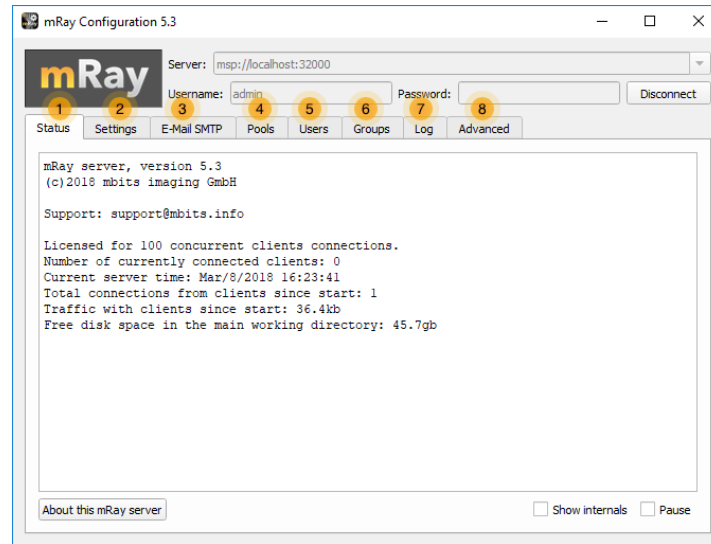 mRay Configuration 5.3
mRay
Server: msp://localhost:32000
Username: admin Password: Disconnect
1 2 3 4 5 6 7 8
Status Settings E-Mail SMTP Pools Users Groups Log Advanced
mRay server, version 5.3
(c)2018 mbits imaging GmbH
Support: support@mbits.info
Licensed for 100 concurrent clients connections.
Number of currently connected clients: 0
Current server time: Mar/8/2018 16:23:41
Total connections from clients since start: 1
Traffic with clients since start: 36.4kb
Free disk space in the main working directory: 45.7gb
About this mRay server Show internals Pause